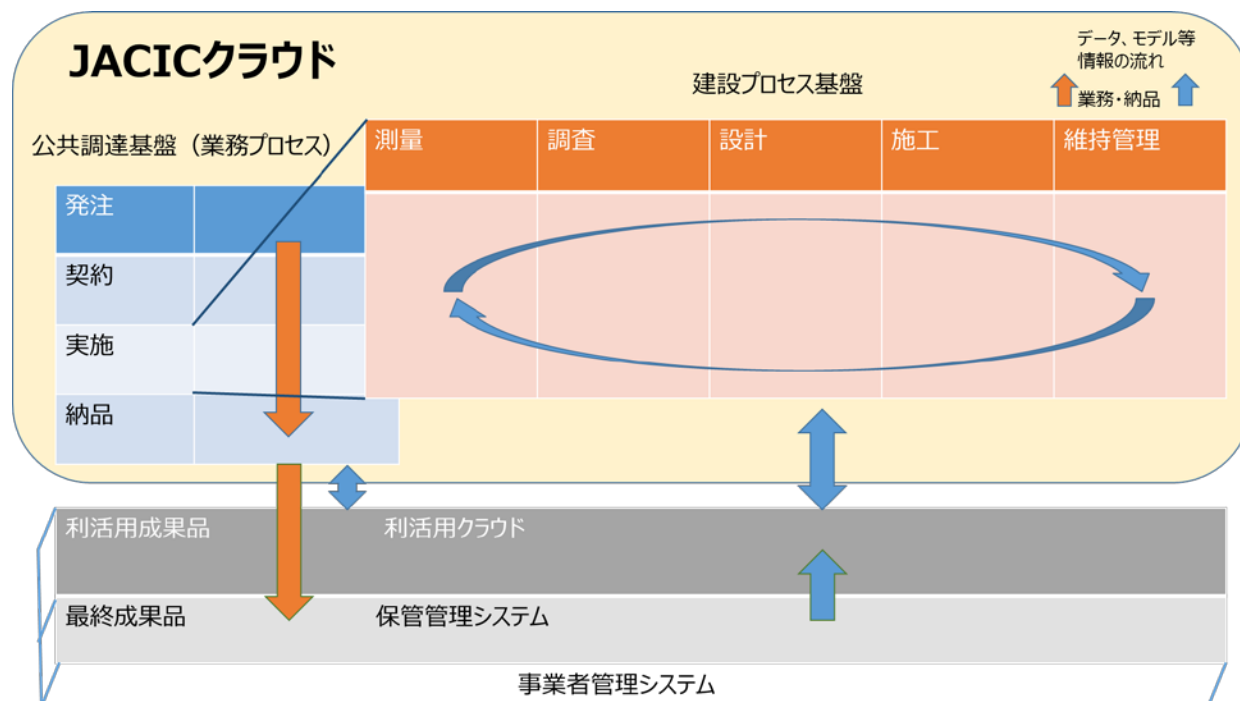 JACICクラウド
データ、モデル等
情報の流れ
業務・納品
建設プロセス基盤
公共調達基盤（業務プロセス）
測量
調査
設計
施工
維持管理
発注
契約
実施
納品
利活用成果品
利活用クラウド
最終成果品
保管管理システム
事業者管理システム